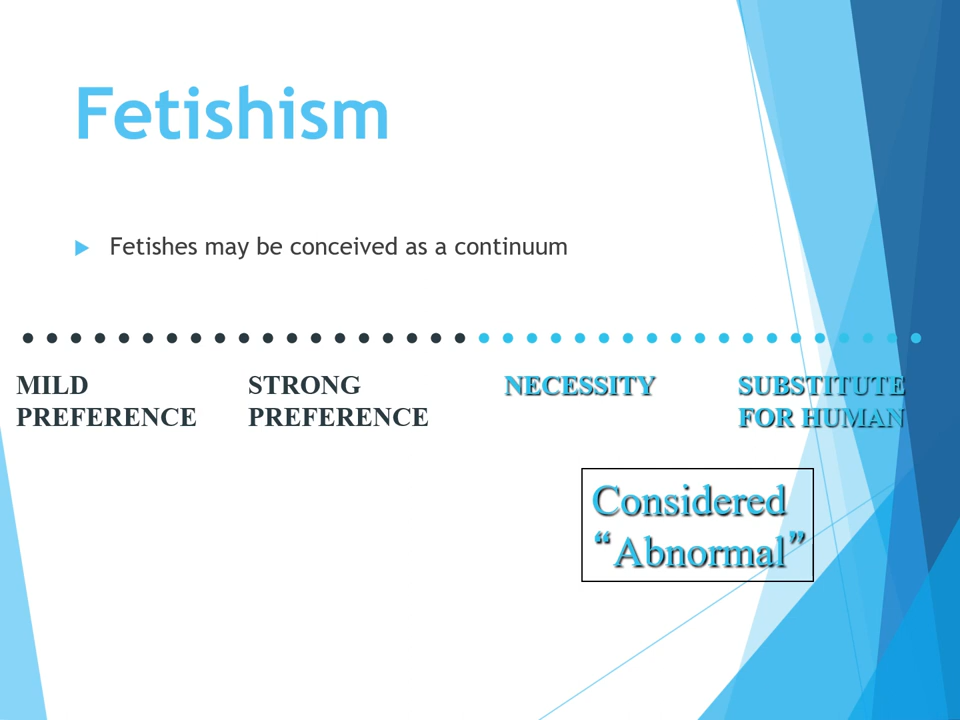 Fetishism
Fetishes may be conceived as a continuum
MILD PREFERENCE
STRONG PREFERENCE
NECESSITY
SUBSTITUTE FOR HUMAN
Considered
“Abnormal”